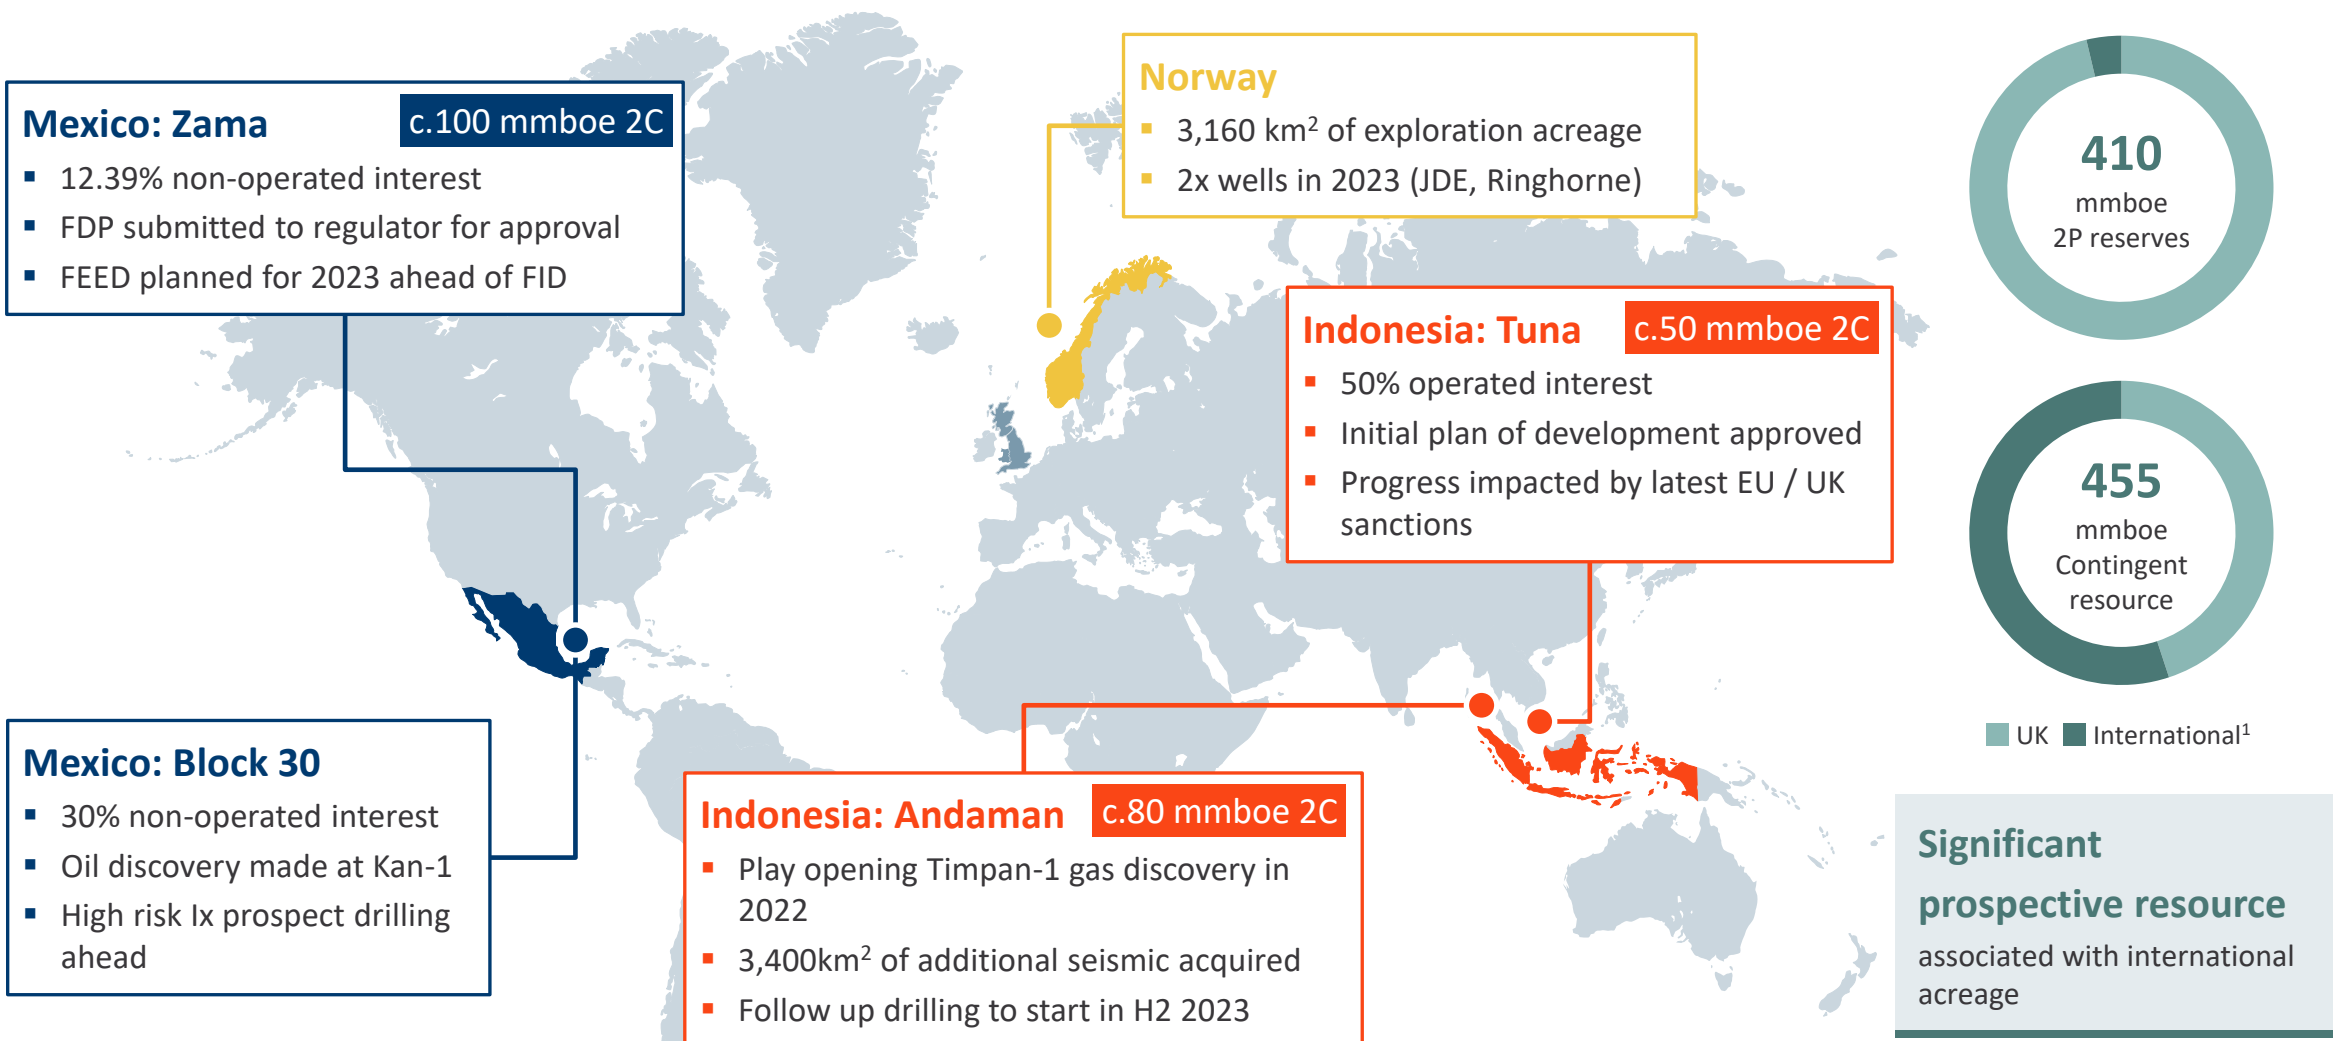 Mexico: Zama
c.100 mmboe 2C
▪ 12.39% non-operated interest
▪ FDP submitted to regulator for approval
▪ FEED planned for 2023 ahead of FID
Norway
▪ 3,160 km² of exploration acreage
▪ 2x wells in 2023 (JDE, Ringhorne)
Indonesia: Tuna
c.50 mmboe 2C
▪ 50% operated interest
▪ Initial plan of development approved
▪ Progress impacted by latest EU / UK
sanctions
Mexico: Block 30
▪ 30% non-operated interest
▪ Oil discovery made at Kan-1
▪ High risk Ix prospect drilling
ahead
Indonesia: Andaman
c.80 mmboe 2C
▪ Play opening Timpan-1 gas discovery in
2022
▪ 3,400km² of additional seismic acquired
▪ Follow up drilling to start in H2 2023
410
mmboe
2P reserves
455
mmboe
Contingent
resource
UK
International¹
Significant
prospective resource
associated with international
acreage